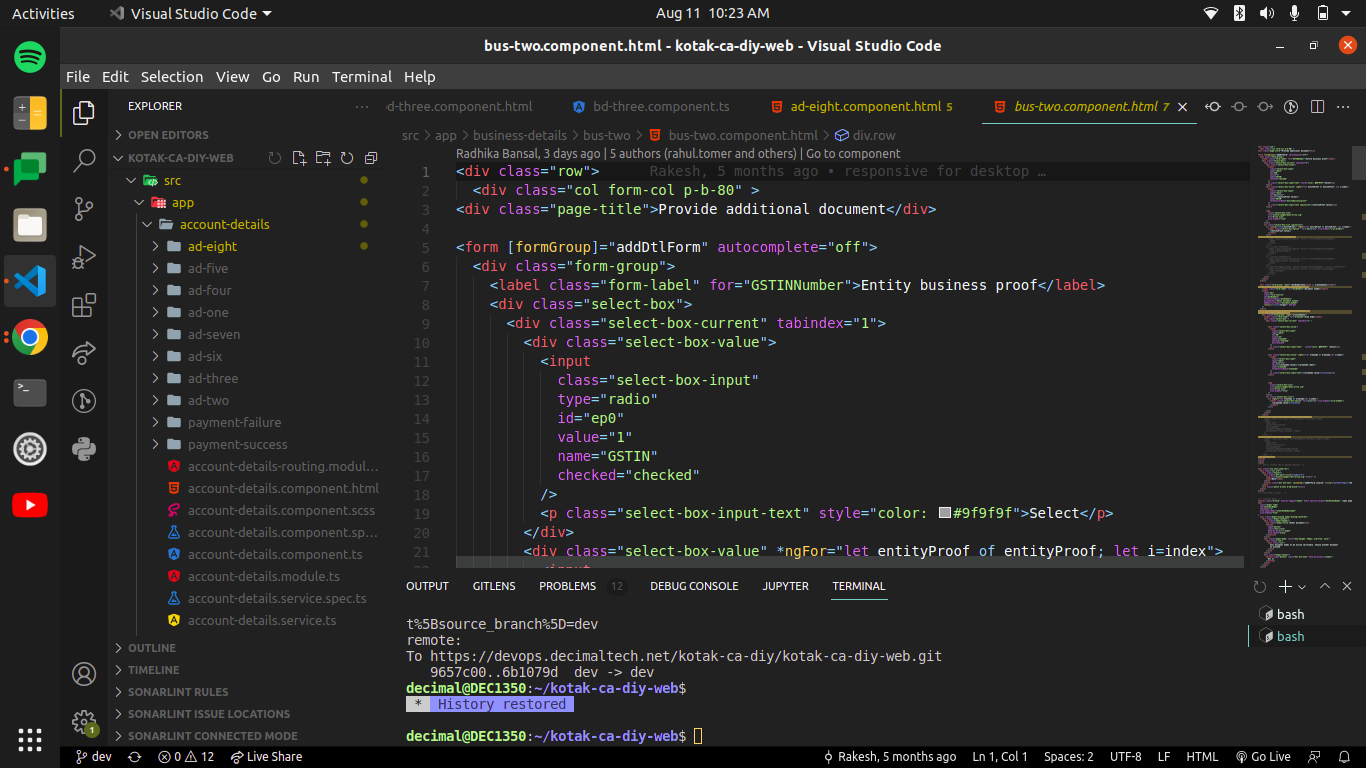 Activities
Visual Studio Code
Aug 11 10:23 AM
bus-two.component.html - kotak-ca-diy-web - Visual Studio Code
File Edit Selection View Go Run Terminal Help
EXPLORER
OPEN EDITORS
KOTAK-CA-DIY-WEB
src
app
account-details
ad-eight
ad-five
ad-four
ad-one
ad-seven
ad-six
ad-three
ad-two
payment-failure
payment-success
account-details-routing.modul...
account-details.component.html
account-details.component.scss
account-details.component.sp...
account-details.component.ts
account-details.module.ts
account-details.service.spec.ts
account-details.service.ts
OUTLINE
TIMELINE
SONARLINT RULES
SONARLINT ISSUE LOCATIONS
SONARLINT CONNECTED MODE
d-three.component.html bd-three.component.ts ad-eight.component.html 5 bus-two.component.html 7
src > app > business-details > bus-two > bus-two.component.html > div.row
Radhika Bansal, 3 days ago | 5 authors (rahul.tomer and others) | Go to component
1 <div class="row"> Rakesh, 5 months ago • responsive for desktop …
2 <div class="col form-col p-b-80" >
3 <div class="page-title">Provide additional document</div>
4
5 <form [formGroup]="addDtlForm" autocomplete="off">
6 <div class="form-group">
7 <label class="form-label" for="GSTINNumber">Entity business proof</label>
8 <div class="select-box">
9 <div class="select-box-current" tabindex="1">
10 <div class="select-box-value">
11 <input
12 class="select-box-input"
13 type="radio"
14 id="ep0"
15 value="1"
16 name="GSTIN"
17 checked="checked"
18 />
19 <p class="select-box-input-text" style="color: #9f9f9f">Select</p>
20 </div>
21 <div class="select-box-value" *ngFor="let entityProof of entityProof; let i=index">
OUTPUT GITLENS PROBLEMS 12 DEBUG CONSOLE JUPYTER TERMINAL
t%5Bsource_branch%5D=dev
remote:
To https://devops.decimaltech.net/kotak-ca-diy/kotak-ca-diy-web.git
9657c00..6b1079d dev -> dev
decimal@DEC1350:~/kotak-ca-diy-web$
* History restored
decimal@DEC1350:~/kotak-ca-diy-web$
bash
bash
1
dev 0 12 Live Share Rakesh, 5 months ago Ln 1, Col 1 Spaces: 2 UTF-8 LF HTML Go Live